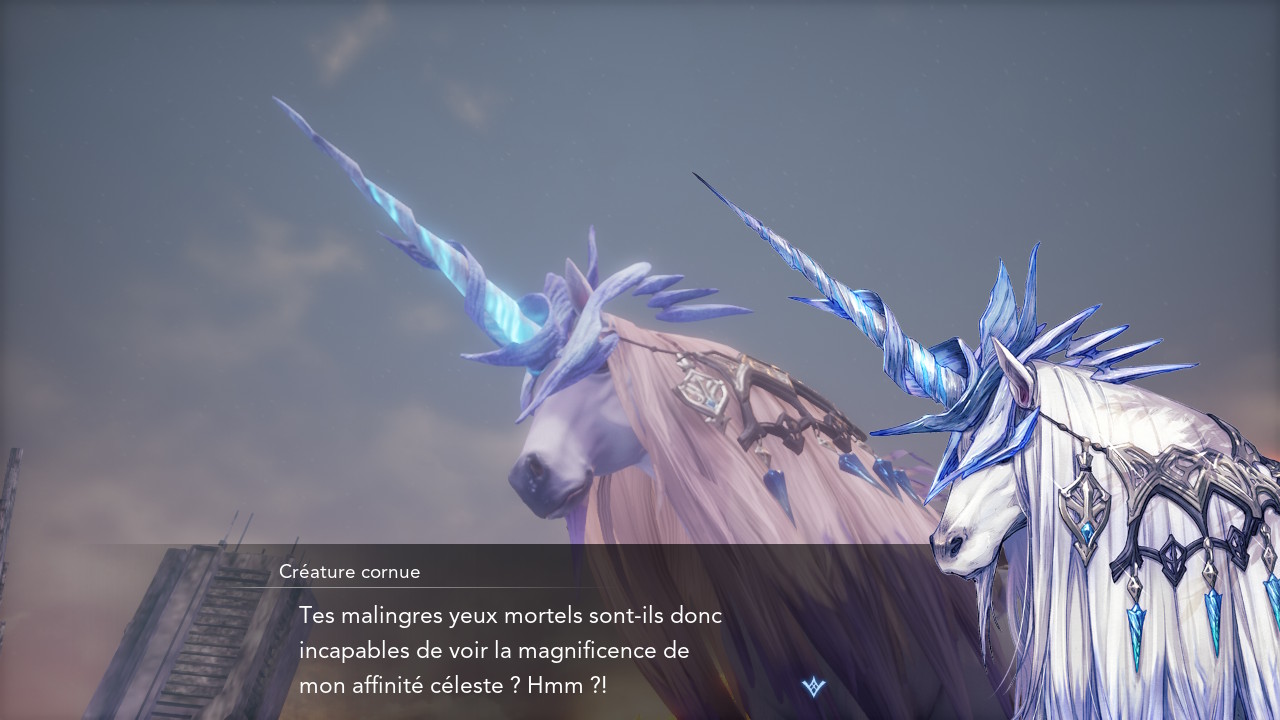 Créature cornue
Tes malingres yeux mortels sont-ils donc
incapables de voir la magnificence de
mon affinité céleste ? Hmm ?!